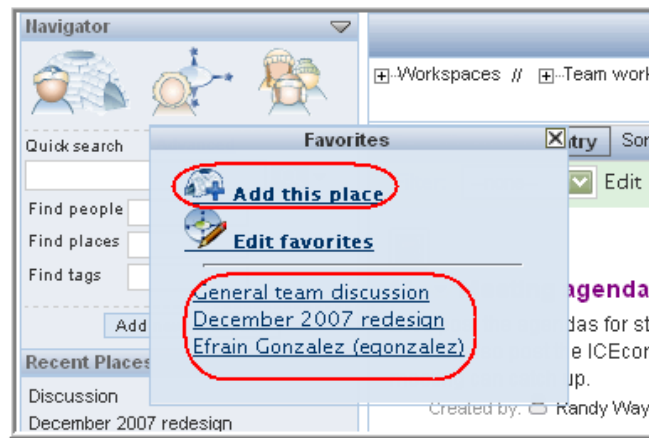 Navigator
Workspaces // Team work
Favorites
Quick search
try Sor
Add this place
Edit
Find people
Edit favorites
Find places
Find tags
General team discussion
agenda
December 2007 redesign
das for st
Add
Efrain Gonzalez (egonzalez)
e ICEcor
Recent Places
up.
Discussion
Created by: Randy Way
December 2007 redesign